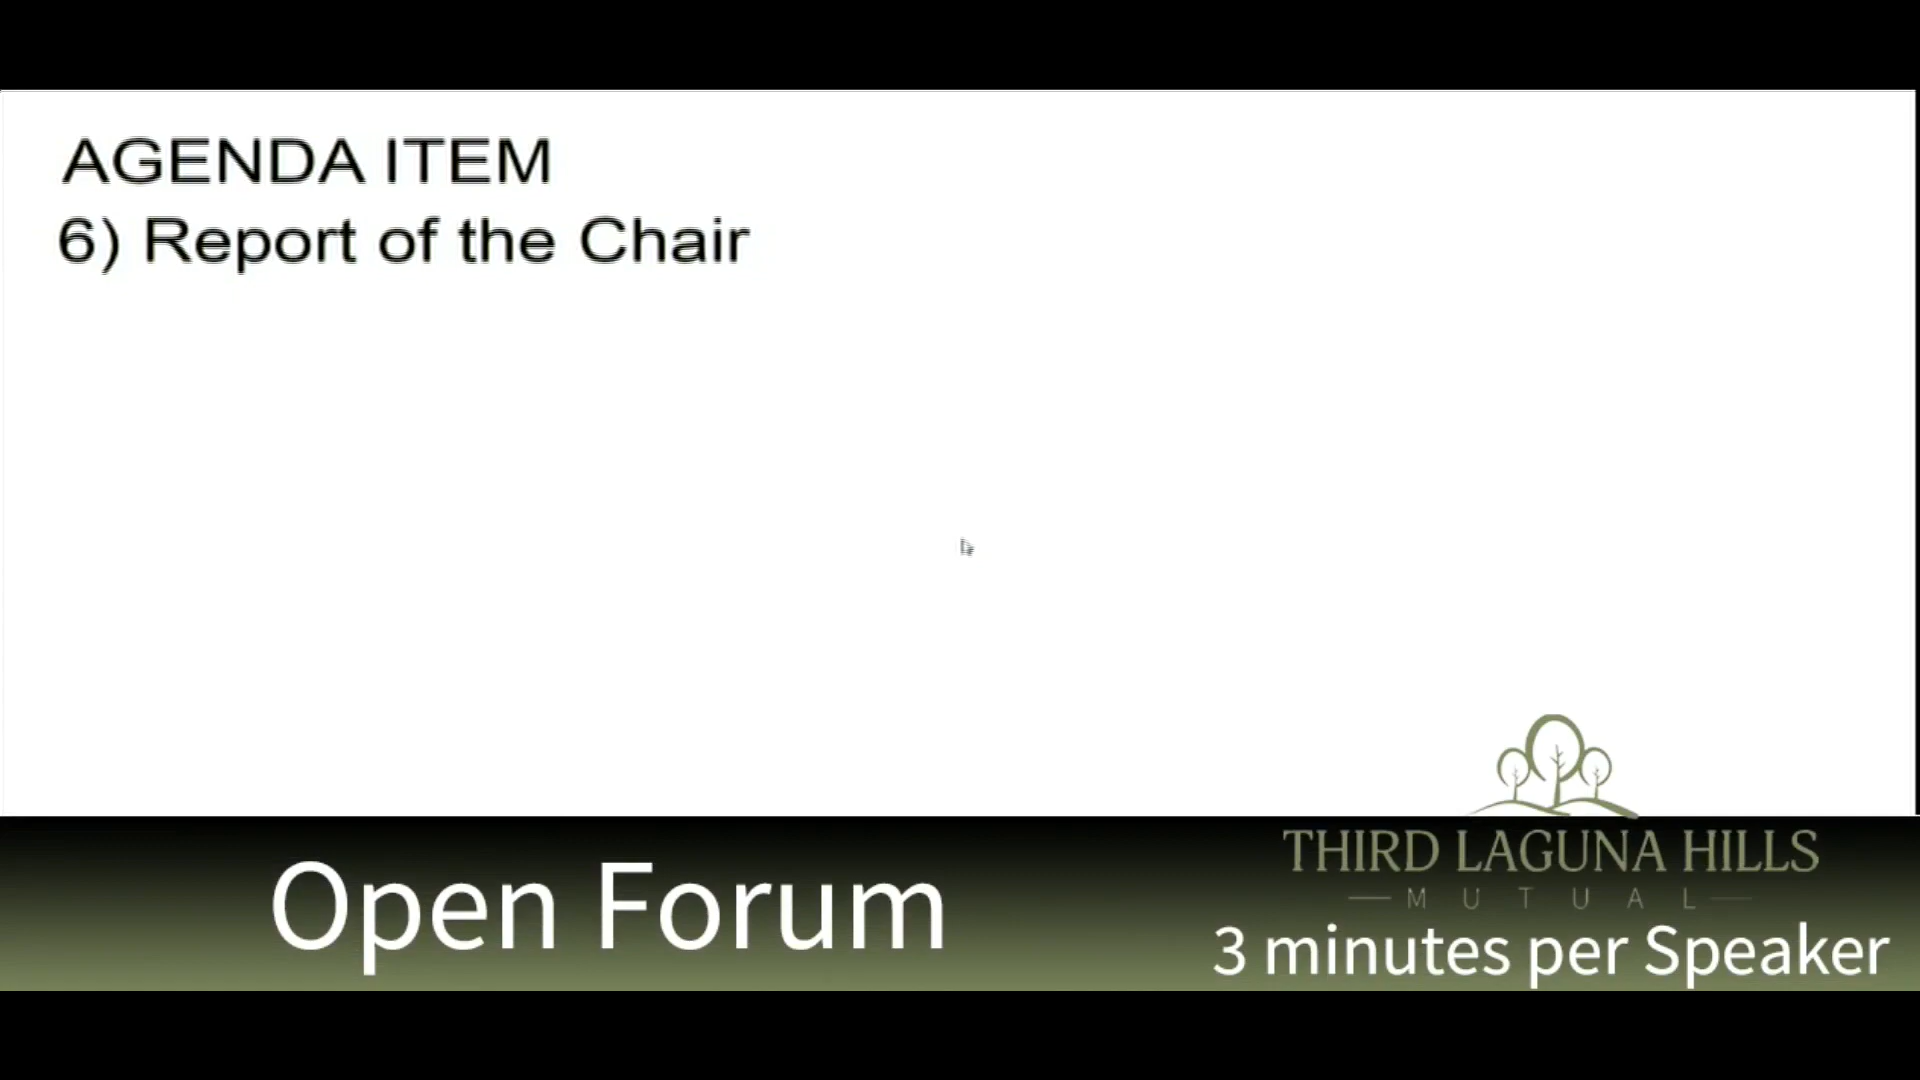 AGENDA ITEM
6) Report of the Chair
Open Forum
THIRD LAGUNA HILLS
MUTUAL
3 minutes per Speaker